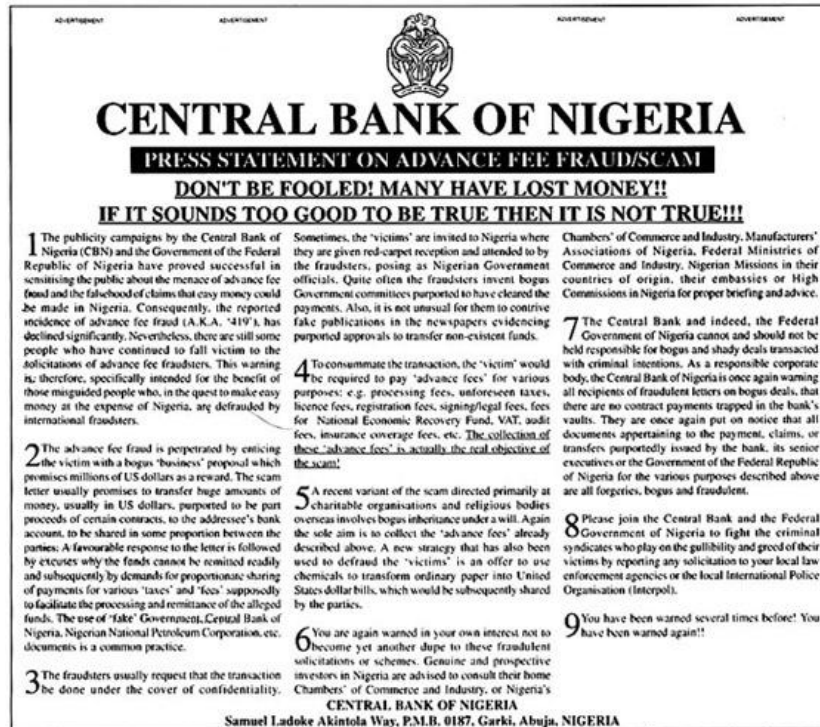 ADVERTISEMENT ADVERTISEMENT ADVERTISEMENT ADVERTISEMENT
CENTRAL BANK OF NIGERIA
PRESS STATEMENT ON ADVANCE FEE FRAUD/SCAM
DON'T BE FOOLED! MANY HAVE LOST MONEY!!
IF IT SOUNDS TOO GOOD TO BE TRUE THEN IT IS NOT TRUE!!!
1 The publicity campaigns by the Central Bank of
Nigeria (CBN) and the Government of the Federal
Republic of Nigeria have proved successful in
sensitising the public about the menace of advance fee
fraud and the falsehood of claims that easy money could
be made in Nigeria. Consequently, the reported
incidence of advance fee fraud (A.K.A. '419'), has
declined significantly. Nevertheless, there are still some
people who have continued to fall victim to the
solicitations of advance fee fraudsters. This warning
is, therefore, specifically intended for the benefit of
those misguided people who, in the quest to make easy
money at the expense of Nigeria, are defrauded by
international fraudsters.
2 The advance fee fraud is perpetrated by enticing
the victim with a bogus 'business' proposal which
promises millions of US dollars as a reward. The scam
letter usually promises to transfer huge amounts of
money, usually in US dollars, purported to be part
proceeds of certain contracts, to the addressee's bank
account, to be shared in some proportion between the
parties. A favourable response to the letter is followed
by excuses why the funds cannot be remitted readily
and subsequently by demands for proportionate sharing
of payments for various 'taxes' and 'fees' supposedly
to facilitate the processing and remittance of the alleged
funds. The use of "fake" Government, Central Bank of
Nigeria, Nigerian National Petroleum Corporation, etc.
documents is a common practice.
3 The fraudsters usually request that the transaction
be done under the cover of confidentiality.
Sometimes, the 'victims' are invited to Nigeria where
they are given red-carpet reception and attended to by
the fraudsters, posing as Nigerian Government
officials. Quite often the fraudsters invent bogus
Government committees purported to have cleared the
payments. Also, it is not unusual for them to contrive
fake publications in the newspapers evidencing
purported approvals to transfer non-existent funds.
4 To consummate the transaction, the 'victim' would
be required to pay 'advance fees' for various
purposes: e.g. processing fees, unforeseen taxes,
licence fees, registration fees, signing/legal fees, fees
for National Economic Recovery Fund, VAT, audit
fees, insurance coverage fees, etc. The collection of
these 'advance fees' is actually the real objective of
the scam!
5 A recent variant of the scam directed primarily at
charitable organisations and religious bodies
overseas involves bogus inheritance under a will. Again
the sole aim is to collect the 'advance fees' already
described above. A new strategy that has also been
used to defraud the 'victims' is an offer to use
chemicals to transform ordinary paper into United
States dollar bills, which would be subsequently shared
by the parties.
6 You are again warned in your own interest not to
become yet another dupe to these fraudulent
solicitations or schemes. Genuine and prospective
investors in Nigeria are advised to consult their home
Chambers' of Commerce and Industry, or Nigeria's
Chambers' of Commerce and Industry, Manufacturers'
Associations of Nigeria, Federal Ministries of
Commerce and Industry, Nigerian Missions in their
countries of origin, their embassies or High
Commissions in Nigeria for proper briefing and advice.
7 The Central Bank and indeed, the Federal
Government of Nigeria cannot and should not be
held responsible for bogus and shady deals transacted
with criminal intentions. As a responsible corporate
body, the Central Bank of Nigeria is once again warning
all recipients of fraudulent letters on bogus deals, that
there are no contract payments trapped in the bank's
vaults. They are once again put on notice that all
documents appertaining to the payment, claims, or
transfers purportedly issued by the bank, its senior
executives or the Government of the Federal Republic
of Nigeria for the various purposes described above
are all forgeries, bogus and fraudulent.
8 Please join the Central Bank and the Federal
Government of Nigeria to fight the criminal
syndicates who play on the gullibility and greed of their
victims by reporting any solicitation to your local law
enforcement agencies or the local International Police
Organisation (Interpol).
9 You have been warned several times before! You
have been warned again!!
CENTRAL BANK OF NIGERIA
Samuel Ladoke Akintola Way, P.M.B. 0187, Garki, Abuja, NIGERIA